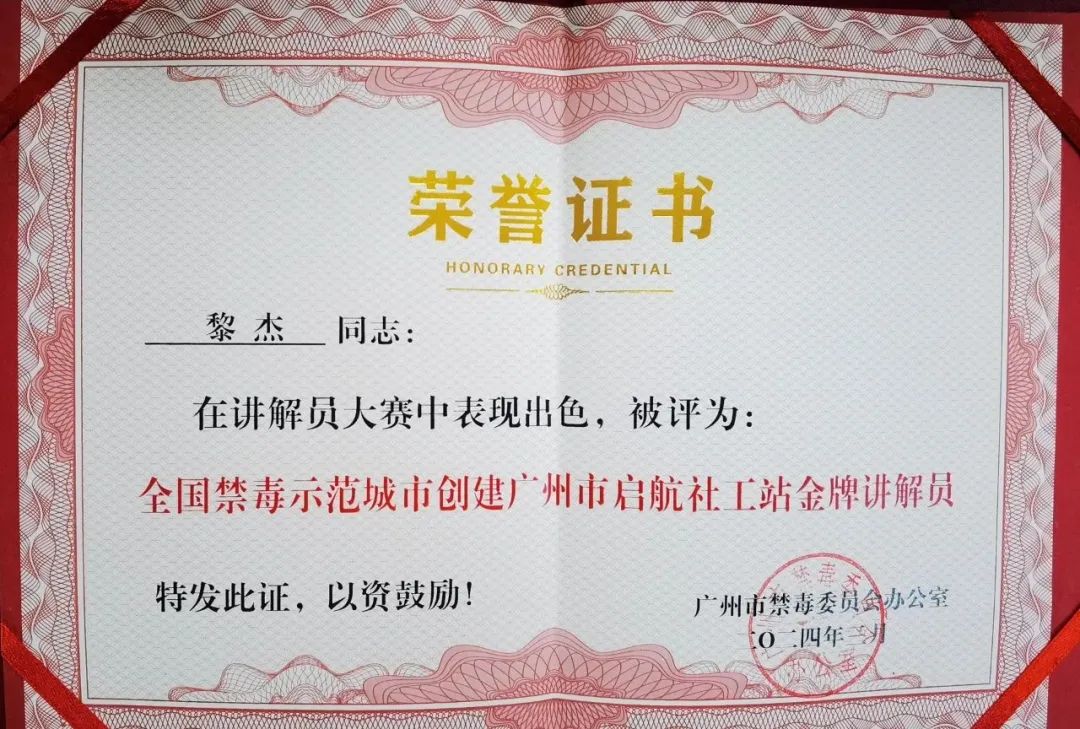 荣誉证书
HONORARY CREDENTIAL
黎杰 同志：
在讲解员大赛中表现出色，被评为：
全国禁毒示范城市创建广州市启航社工站金牌讲解员
特发此证，以资鼓励！
广州市禁毒委员会办公室
二〇二四年 月